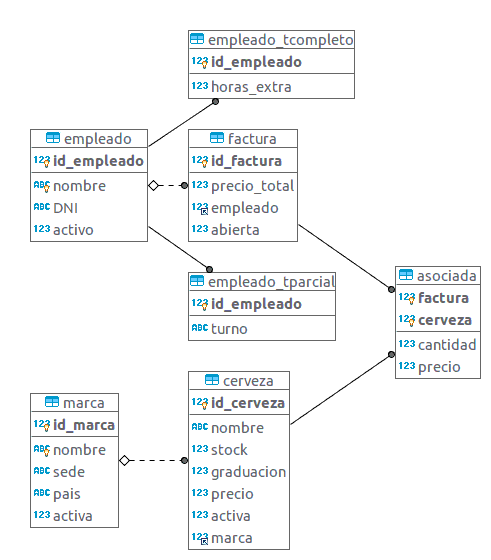 empleado_tcompleto
123 id_empleado
123 horas_extra
empleado
123 id_empleado
ABC nombre
ABC DNI
123 activo
factura
123 id_factura
123 precio_total
123 empleado
123 abierta
empleado_tparcial
123 id_empleado
ABC turno
asociada
123 factura
123 cerveza
123 cantidad
123 precio
marca
123 id_marca
ABC nombre
ABC sede
ABC pais
123 activa
cerveza
123 id_cerveza
ABC nombre
123 stock
123 graduacion
123 precio
123 activa
123 marca